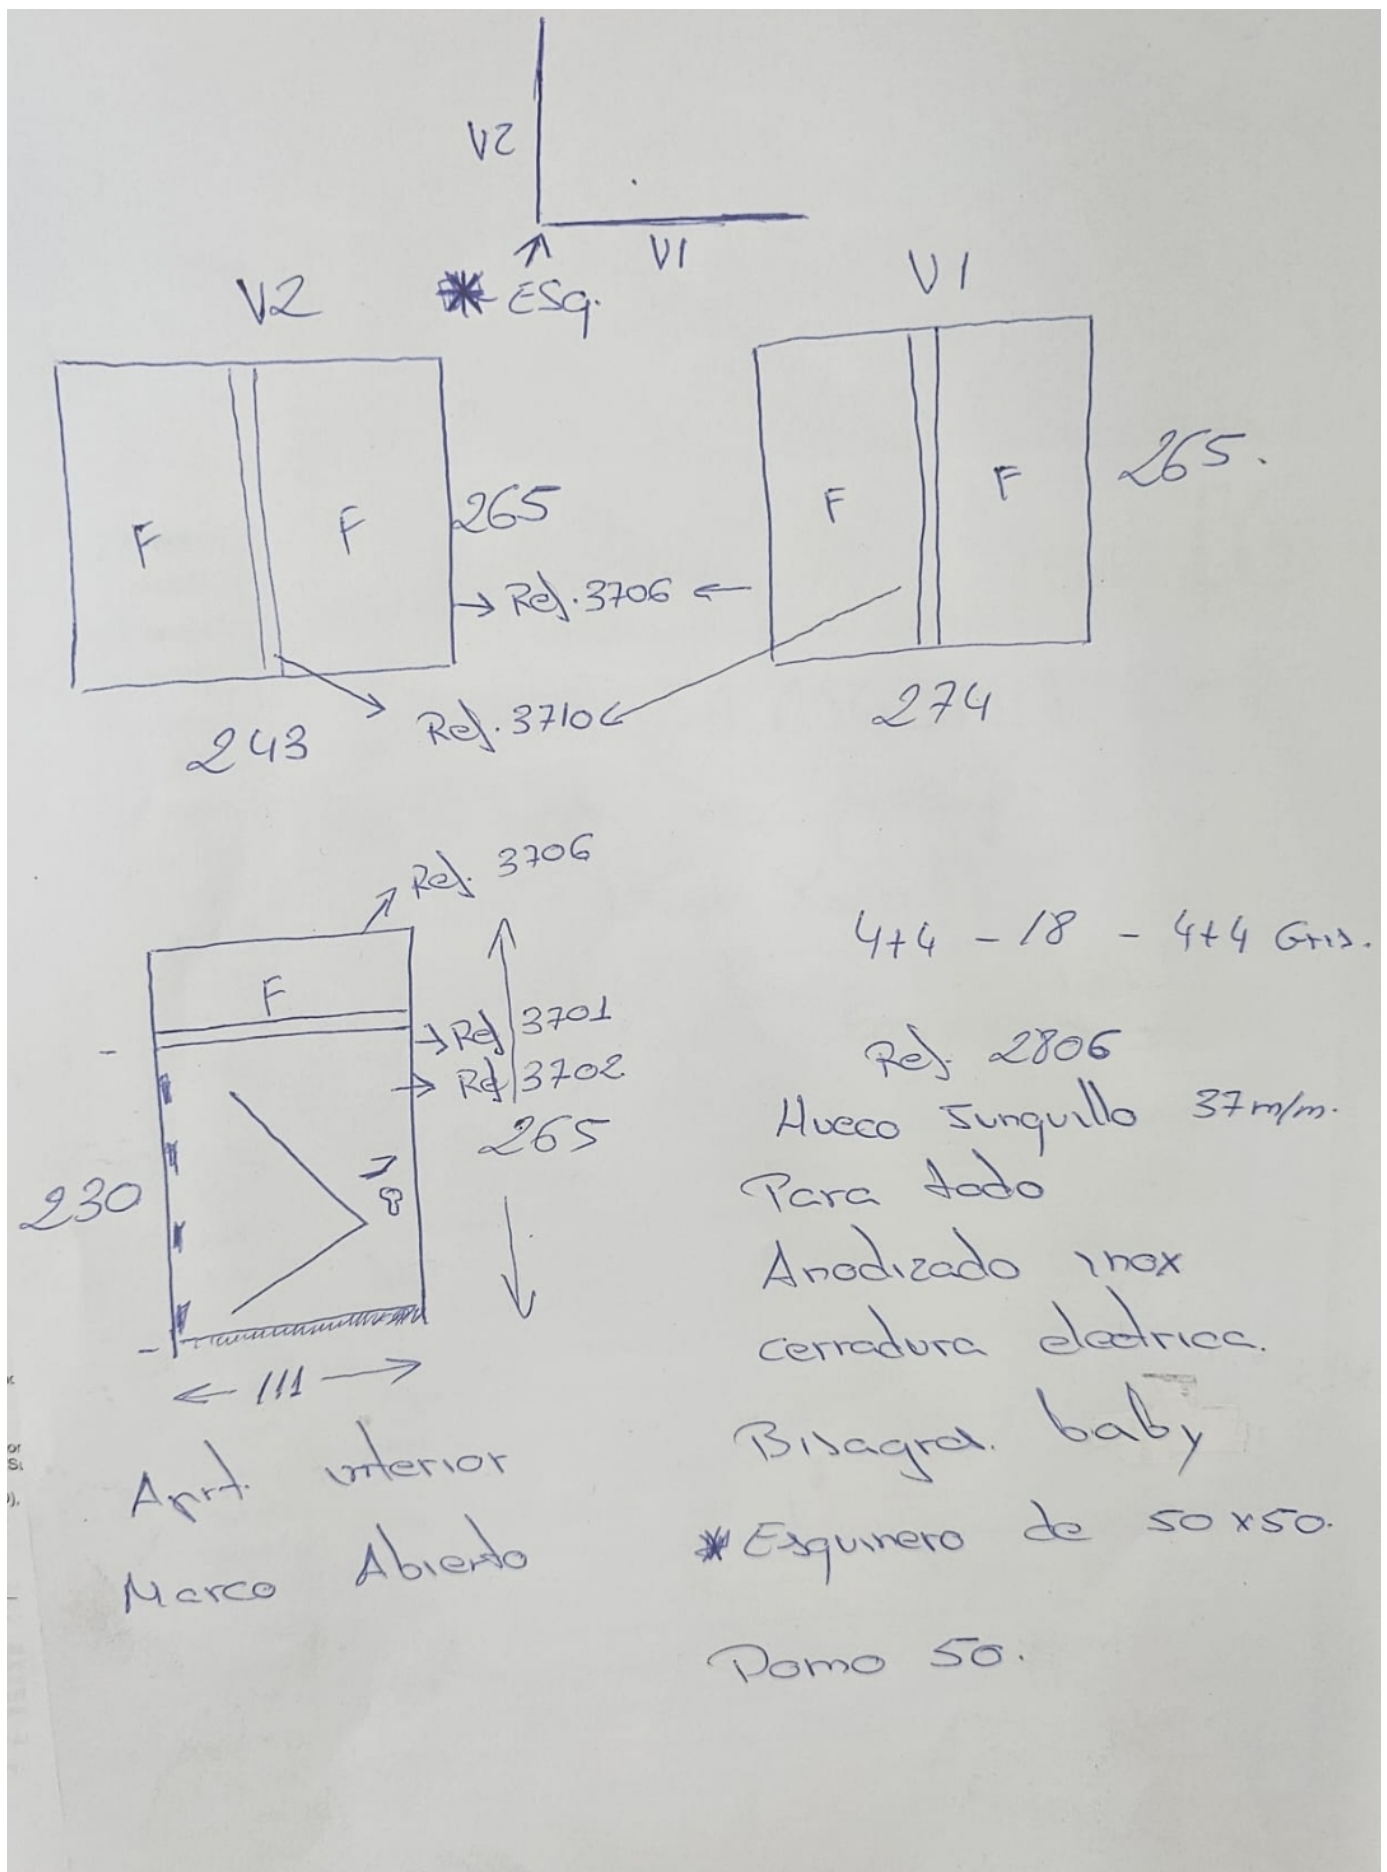 V2
V1
* ESq.
V2
V1
F
F
265
F
F
265.
Ref. 3706
Ref. 3710
243
274
Ref. 3706
4+4 - 18 - 4+4 Gris.
F
Ref 3701
Ref 3702
265
230
111
Ref. 2806
Hueco Junquillo 37 m/m.
Para todo
Anodizado inox
cerradura electrica.
Bisagra. baby
* Esquinero de 50x50.
Pomo 50.
Aprt. interior
Marco Abierto